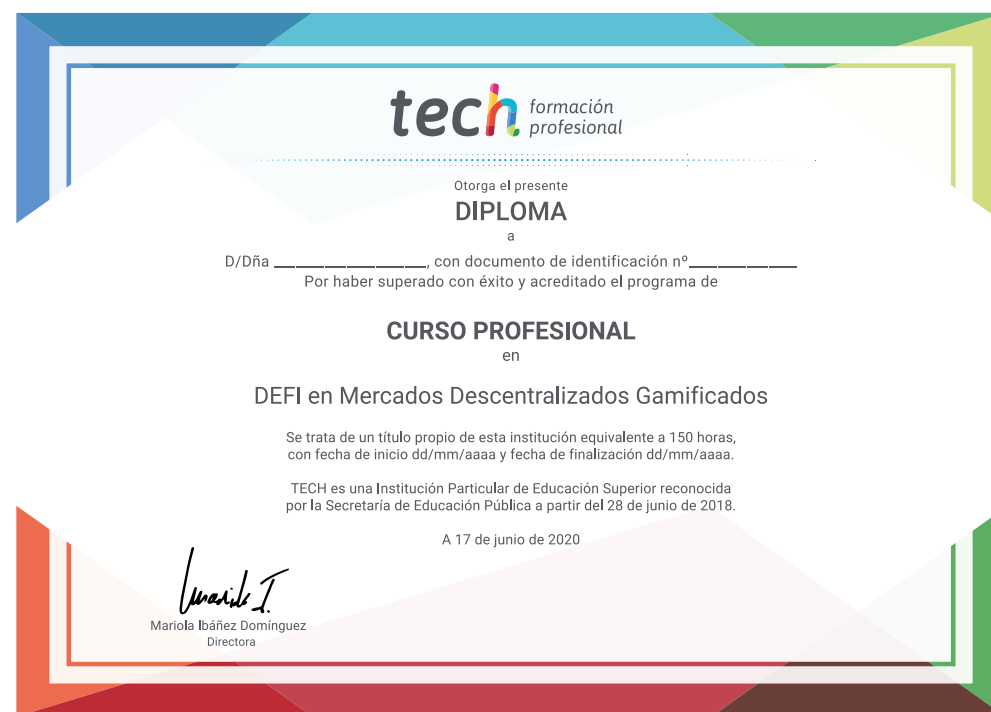 tech formación
profesional
Otorga el presente
DIPLOMA
a
D/Dña ____________________, con documento de identificación nº______________
Por haber superado con éxito y acreditado el programa de
CURSO PROFESIONAL
en
DEFI en Mercados Descentralizados Gamificados
Se trata de un título propio de esta institución equivalente a 150 horas,
con fecha de inicio dd/mm/aaaa y fecha de finalización dd/mm/aaaa.
TECH es una Institución Particular de Educación Superior reconocida
por la Secretaría de Educación Pública a partir del 28 de junio de 2018.
A 17 de junio de 2020
Mariola Ibáñez Domínguez
Directora